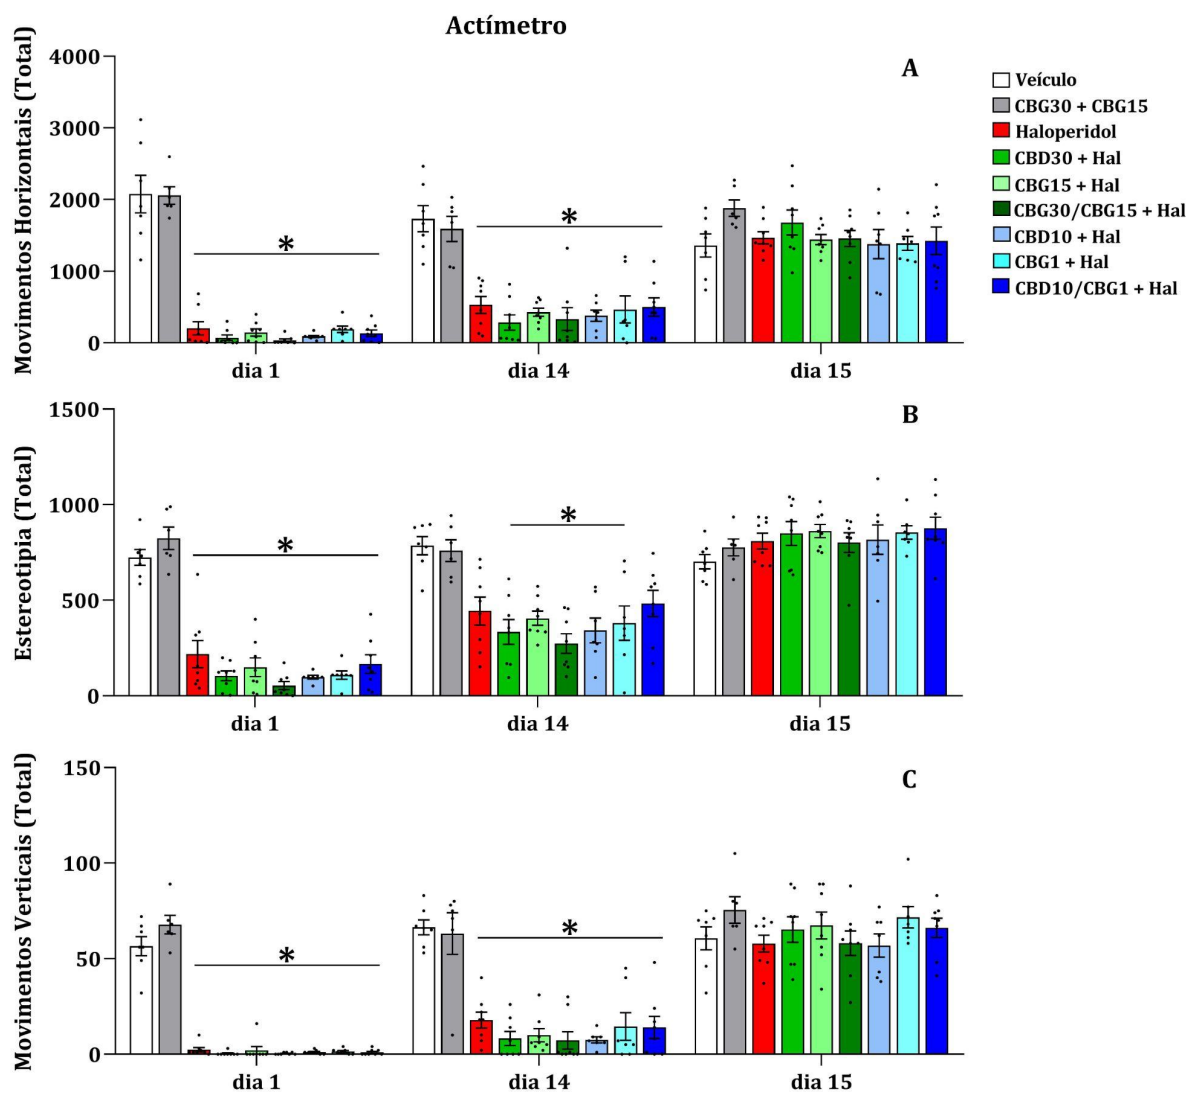 Actímetro
Movimentos Horizontais (Total)
4000
3000
2000
1000
0
A
*
*
dia 1
dia 14
dia 15
Veículo
CBG30 + CBG15
Haloperidol
CBD30 + Hal
CBG15 + Hal
CBG30/CBG15 + Hal
CBD10 + Hal
CBG1 + Hal
CBD10/CBG1 + Hal
Estereotipia (Total)
1500
1000
500
0
B
*
*
dia 1
dia 14
dia 15
Movimentos Verticais (Total)
150
100
50
0
C
*
*
dia 1
dia 14
dia 15